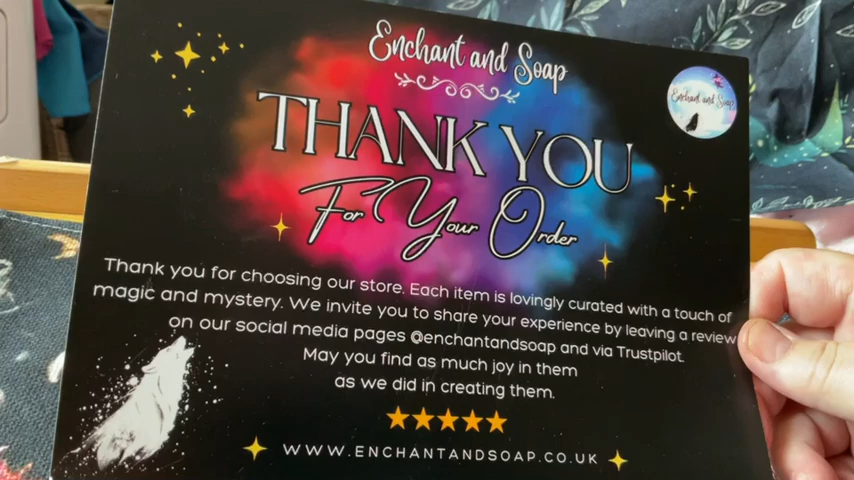 Enchant and Soap
Enchant and Soap
THANK YOU
For Your Order
Thank you for choosing our store. Each item is lovingly curated with a touch of
magic and mystery. We invite you to share your experience by leaving a review
on our social media pages @enchantandsoap and via Trustpilot.
May you find as much joy in them
as we did in creating them.
WWW.ENCHANTANDSOAP.CO.UK